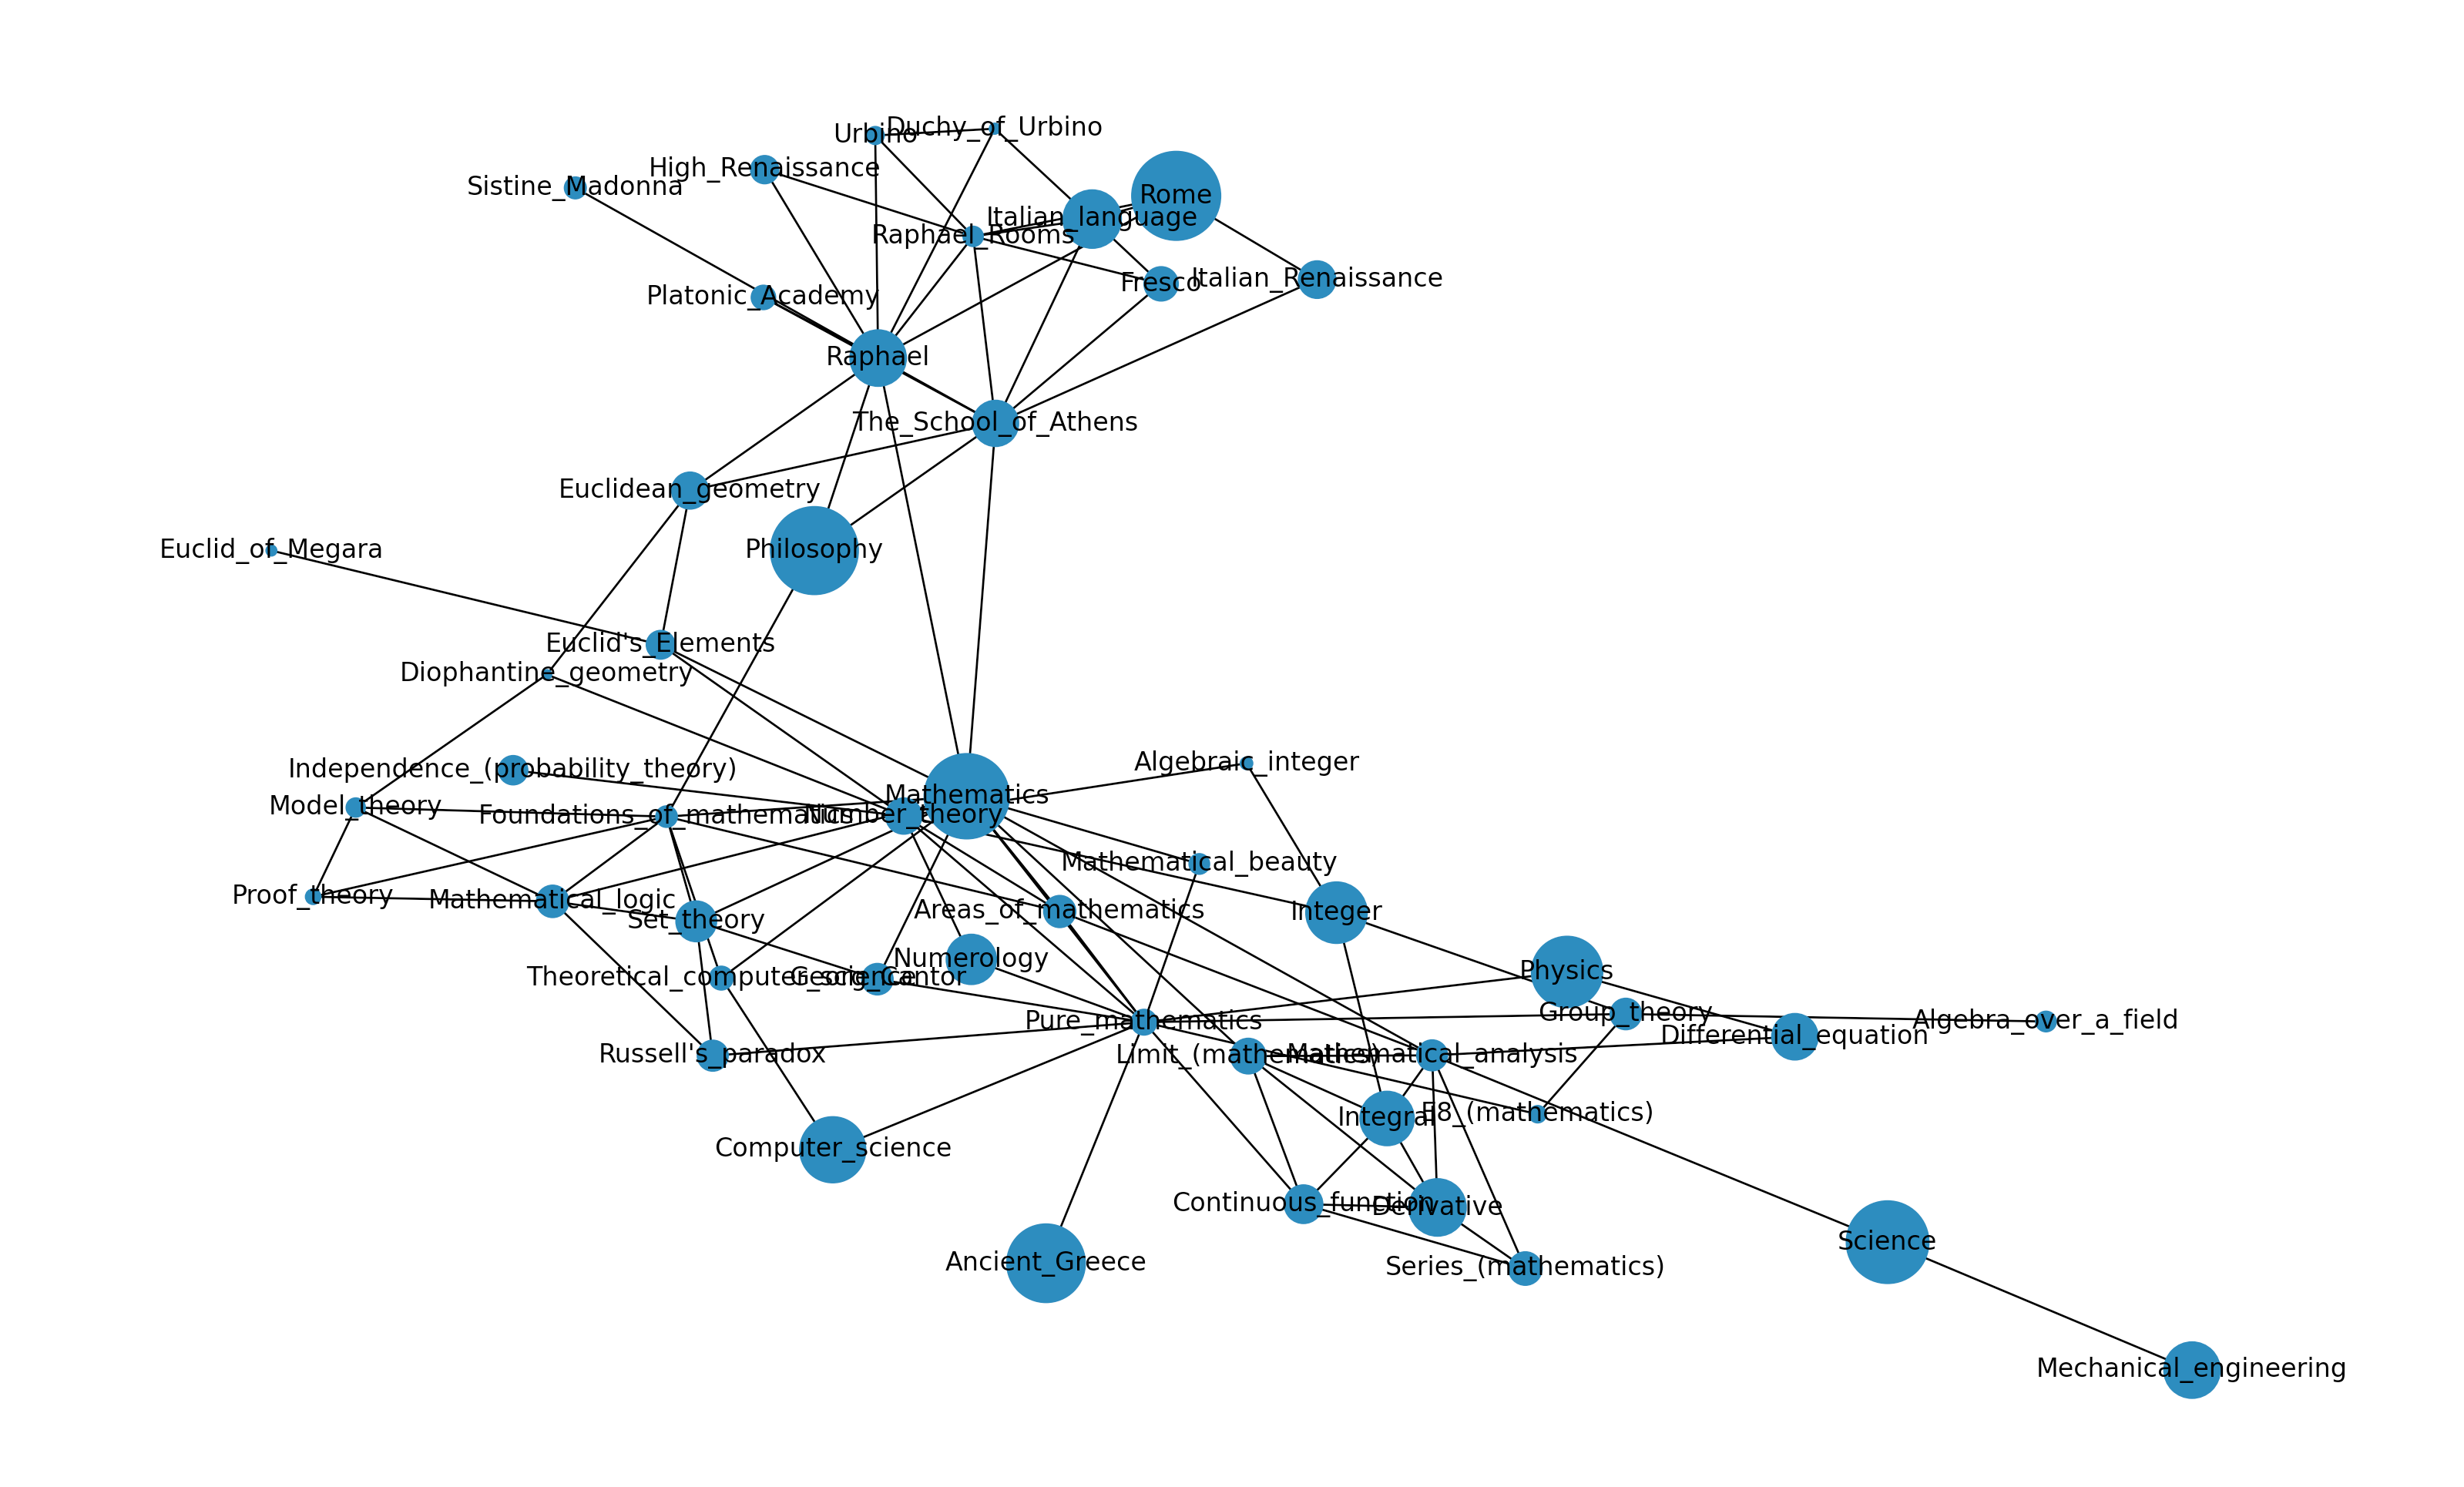 Duchy_of_Urbino
Urbino
High_Renaissance
Sistine_Madonna
Rome
Italian_language
Raphael_Rooms
Italian_Renaissance
Fresco
Platonic_Academy
Raphael
The_School_of_Athens
Euclidean_geometry
Philosophy
Euclid_of_Megara
Euclid's_Elements
Diophantine_geometry
Algebraic_integer
Independence_(probability_theory)
Mathematics
Model_theory
Foundations_of_mathematics
Number_theory
Mathematical_beauty
Proof_theory
Mathematical_logic
Areas_of_mathematics
Integer
Set_theory
Numerology
Physics
Theoretical_computer_science
Georg_Cantor
Group_theory
Pure_mathematics
Algebra_over_a_field
Differential_equation
Russell's_paradox
Limit_(mathematics)
Mathematical_analysis
Integral
E8_(mathematics)
Computer_science
Continuous_function
Derivative
Science
Ancient_Greece
Series_(mathematics)
Mechanical_engineering